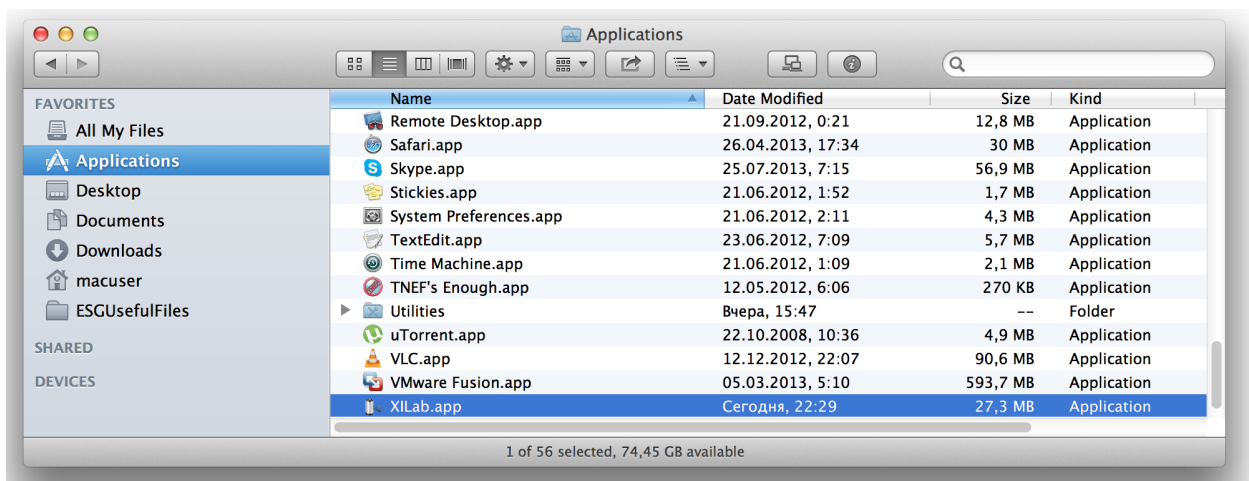 Applications
FAVORITES
All My Files
Applications
Desktop
Documents
Downloads
macuser
ESGUsefulFiles
SHARED
DEVICES
Name Date Modified Size Kind
Remote Desktop.app 21.09.2012, 0:21 12,8 MB Application
Safari.app 26.04.2013, 17:34 30 MB Application
Skype.app 25.07.2013, 7:15 56,9 MB Application
Stickies.app 21.06.2012, 1:52 1,7 MB Application
System Preferences.app 21.06.2012, 2:11 4,3 MB Application
TextEdit.app 23.06.2012, 7:09 5,7 MB Application
Time Machine.app 21.06.2012, 1:09 2,1 MB Application
TNEF's Enough.app 12.05.2012, 6:06 270 KB Application
Utilities Вчера, 15:47 -- Folder
uTorrent.app 22.10.2008, 10:36 4,9 MB Application
VLC.app 12.12.2012, 22:07 90,6 MB Application
VMware Fusion.app 05.03.2013, 5:10 593,7 MB Application
XILab.app Сегодня, 22:29 27,3 MB Application
1 of 56 selected, 74,45 GB available